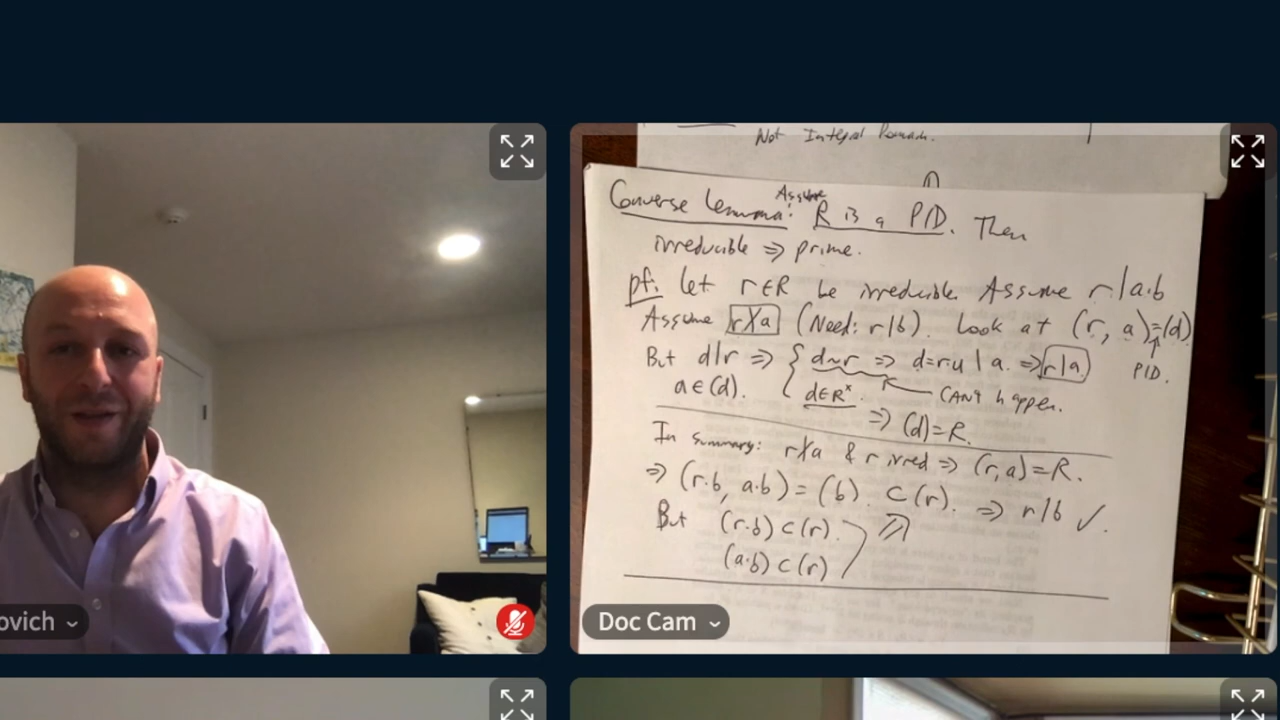 Not Integral Domain.
Converse Lemma: Assume R is a PID. Then
irreducible ⇒ prime.
pf: Let r∈R be irreducible. Assume r | a·b
Assume r∤a (Need: r|b). Look at (r, a)=(d)
But d|r ⇒ { d~r ⇒ d=r·u | a. ⇒ r|a. PID.
a∈(d). d∈R^x. CAN'T happen.
⇒ (d)=R.
In summary: r∤a & r irred ⇒ (r,a)=R.
⇒ (r·b, a·b) = (b) ⊂ (r). ⇒ r|b ✓.
But (r·b) ⊂ (r). ⇒
(a·b) ⊂ (r)
ovich
Doc Cam